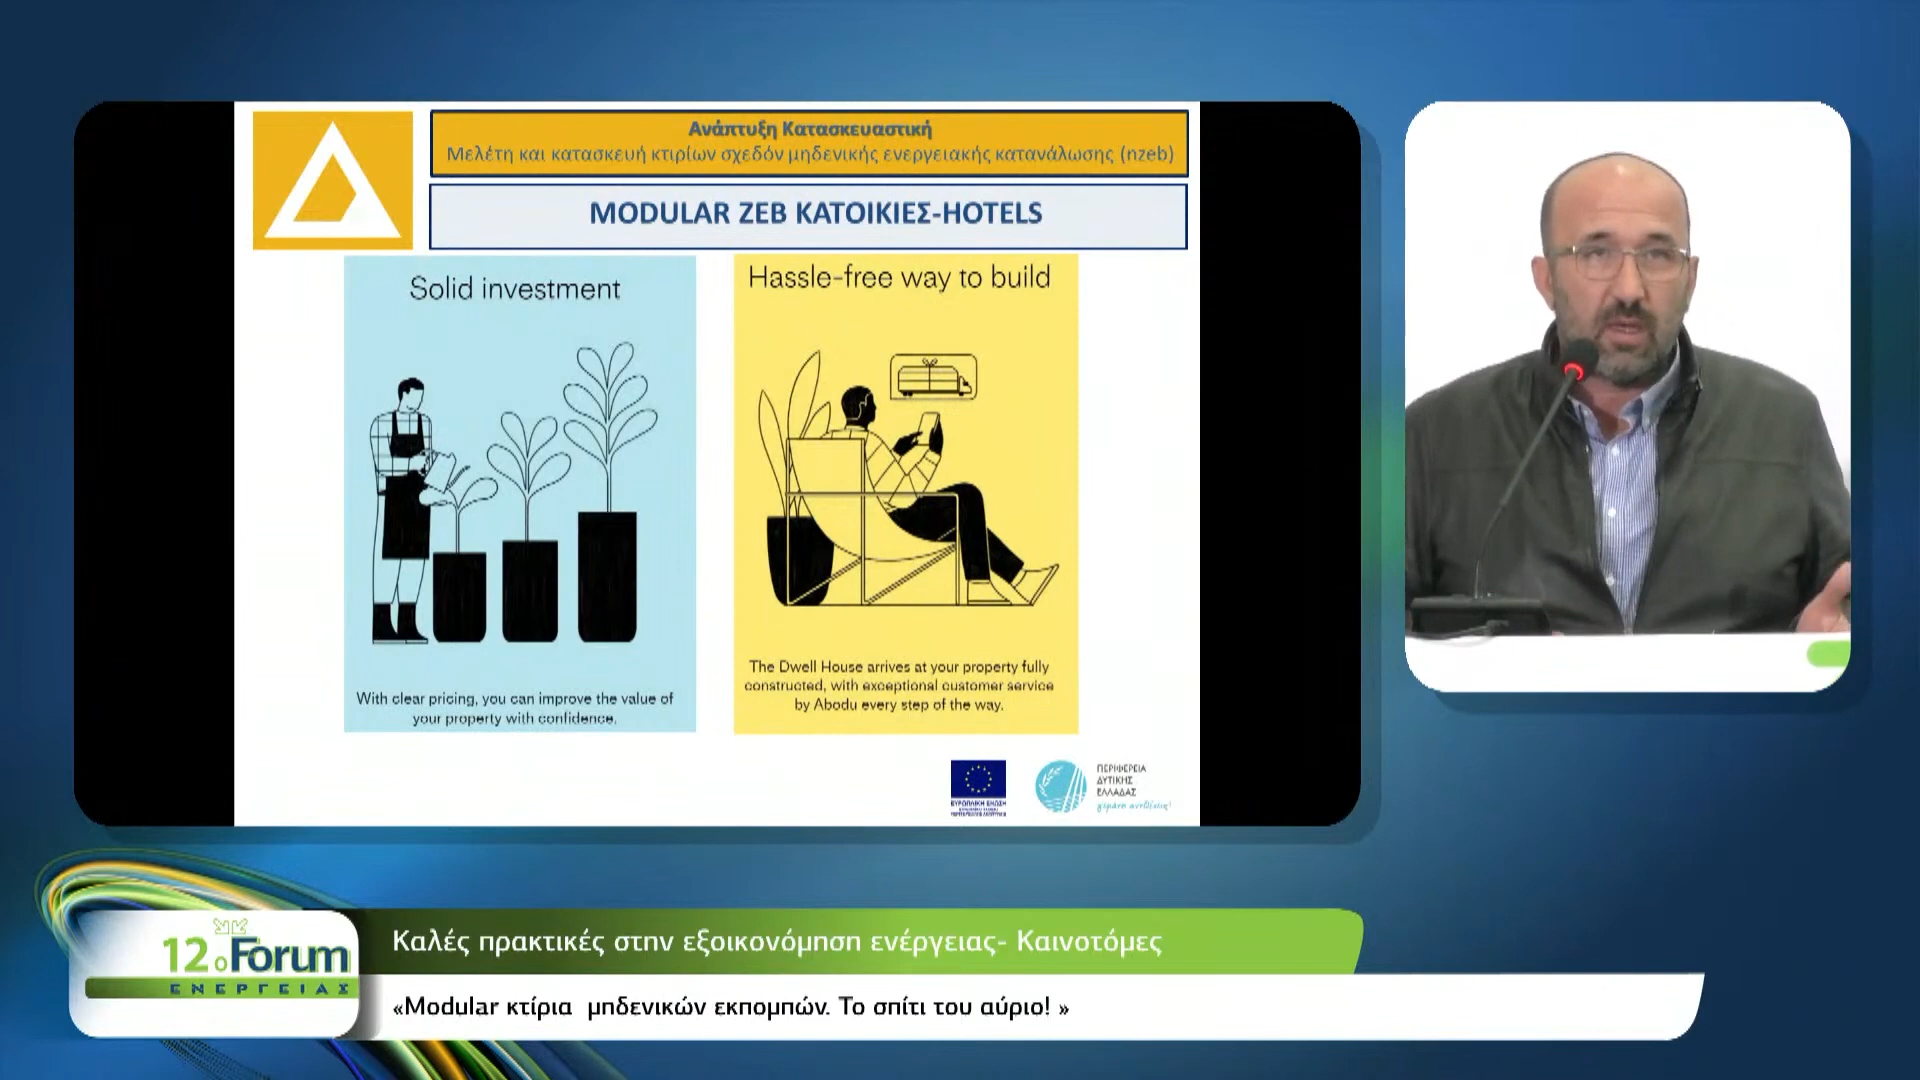 Ανάπτυξη Κατασκευαστική
Μελέτη και κατασκευή κτιρίων σχεδόν μηδενικής ενεργειακής κατανάλωσης (nzeb)
MODULAR ZEB ΚΑΤΟΙΚΙΕΣ-HOTELS
Solid investment
With clear pricing, you can improve the value of
your property with confidence.
Hassle-free way to build
The Dwell House arrives at your property fully
constructed, with exceptional customer service
by Abodu every step of the way.
ΕΥΡΩΠΑΪΚΗ ΕΝΩΣΗ
ΠΕΡΙΦΕΡΕΙΑ
ΔΥΤΙΚΗΣ
ΕΛΛΑΔΑΣ
12ο Forum
ΕΝΕΡΓΕΙΑΣ
Καλές πρακτικές στην εξοικονόμηση ενέργειας- Καινοτόμες
«Modular κτίρια μηδενικών εκπομπών. Το σπίτι του αύριο! »